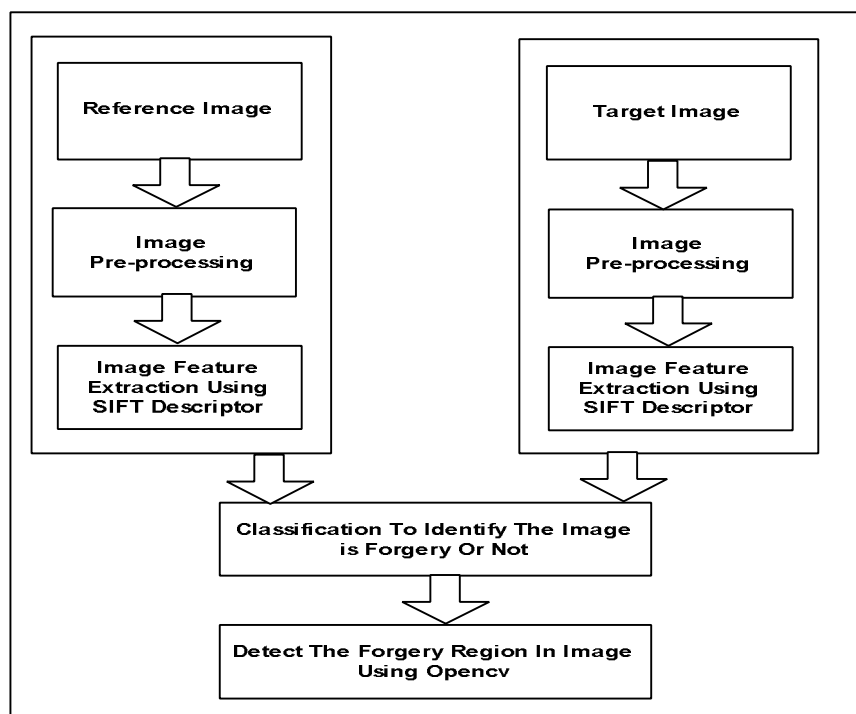 Reference Image
Image
Pre-processing
Image Feature
Extraction Using
SIFT Descriptor
Target Image
Image
Pre-processing
Image Feature
Extraction Using
SIFT Descriptor
Classification To Identify The Image
is Forgery Or Not
Detect The Forgery Region In Image
Using Opencv